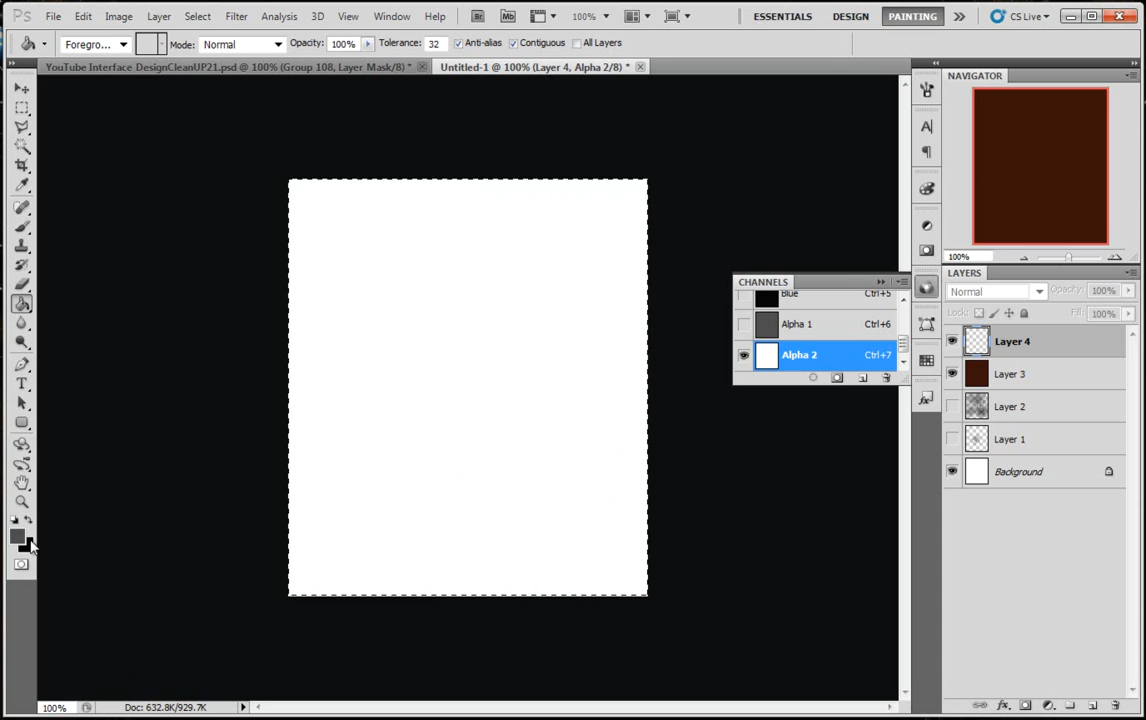 Ps File Edit Image Layer Select Filter Analysis 3D View Window Help Br Mb 100% ESSENTIALS DESIGN PAINTING CS Live
Foregro... Mode: Normal Opacity: 100% Tolerance: 32 Anti-alias Contiguous All Layers
YouTube Interface DesignCleanUP21.psd @ 100% (Group 108, Layer Mask/8) * Untitled-1 @ 100% (Layer 4, Alpha 2/8) *
NAVIGATOR
100%
LAYERS
Normal Opacity: 100%
Lock: Fill: 100%
Layer 4
Layer 3
Layer 2
Layer 1
Background
CHANNELS
Blue Ctrl+5
Alpha 1 Ctrl+6
Alpha 2 Ctrl+7
100% Doc: 632.8K/929.7K